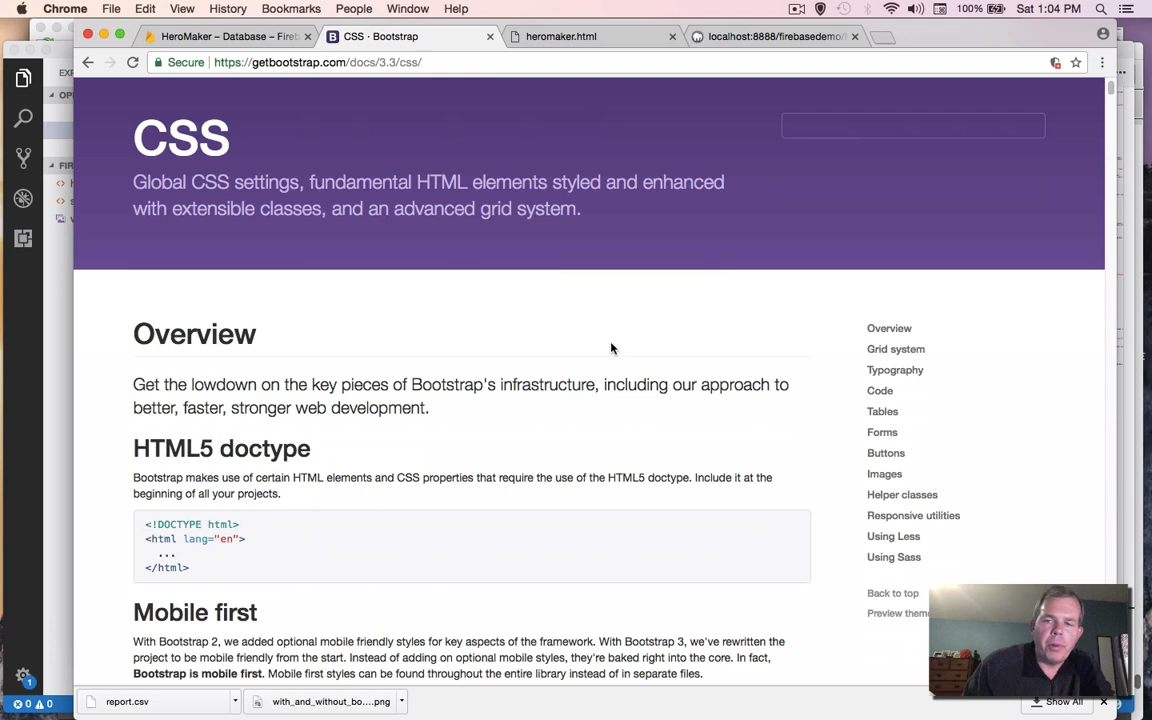 Chrome File Edit View History Bookmarks People Window Help 100% Sat 1:04 PM
HeroMaker – Database – Fireb
CSS · Bootstrap
heromaker.html
localhost:8888/firebasedemo/
Secure https://getbootstrap.com/docs/3.3/css/
EX
OP
FIR
CSS
Global CSS settings, fundamental HTML elements styled and enhanced
with extensible classes, and an advanced grid system.
Overview
Get the lowdown on the key pieces of Bootstrap's infrastructure, including our approach to
better, faster, stronger web development.
HTML5 doctype
Bootstrap makes use of certain HTML elements and CSS properties that require the use of the HTML5 doctype. Include it at the
beginning of all your projects.
<!DOCTYPE html>
<html lang="en">
...
</html>
Mobile first
With Bootstrap 2, we added optional mobile friendly styles for key aspects of the framework. With Bootstrap 3, we've rewritten the
project to be mobile friendly from the start. Instead of adding on optional mobile styles, they're baked right into the core. In fact,
Bootstrap is mobile first. Mobile first styles can be found throughout the entire library instead of in separate files.
Overview
Grid system
Typography
Code
Tables
Forms
Buttons
Images
Helper classes
Responsive utilities
Using Less
Using Sass
Back to top
Preview theme
1
0 0
report.csv
with_and_without_bo....png
Show All